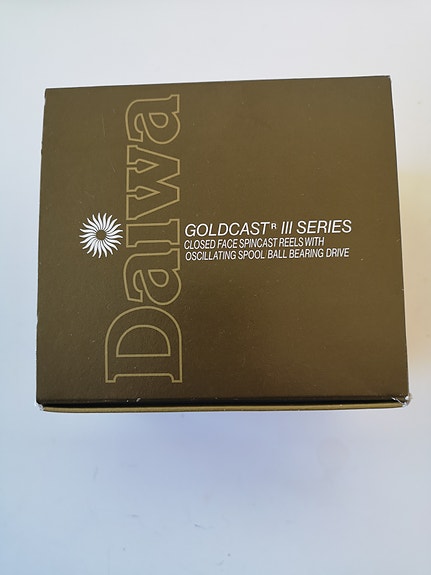 Daiwa
GOLDCAST ᴿ III SERIES
CLOSED FACE SPINCAST REELS WITH
OSCILLATING SPOOL BALL BEARING DRIVE